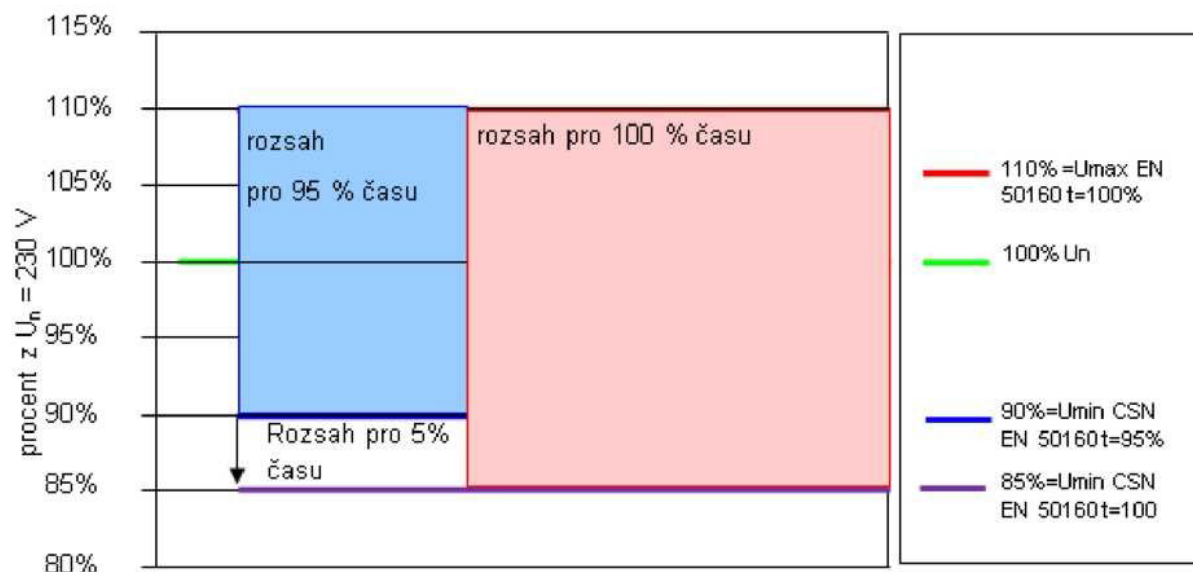 115%
110%
105%
100%
95%
90%
85%
80%
procent z Un = 230 V
rozsah
pro 95 % času
rozsah pro 100 % času
Rozsah pro 5%
času
110% =Umax EN
50160 t=100%
100% Un
90%=Umin CSN
EN 50160 t=95%
85%=Umin CSN
EN 50160 t=100